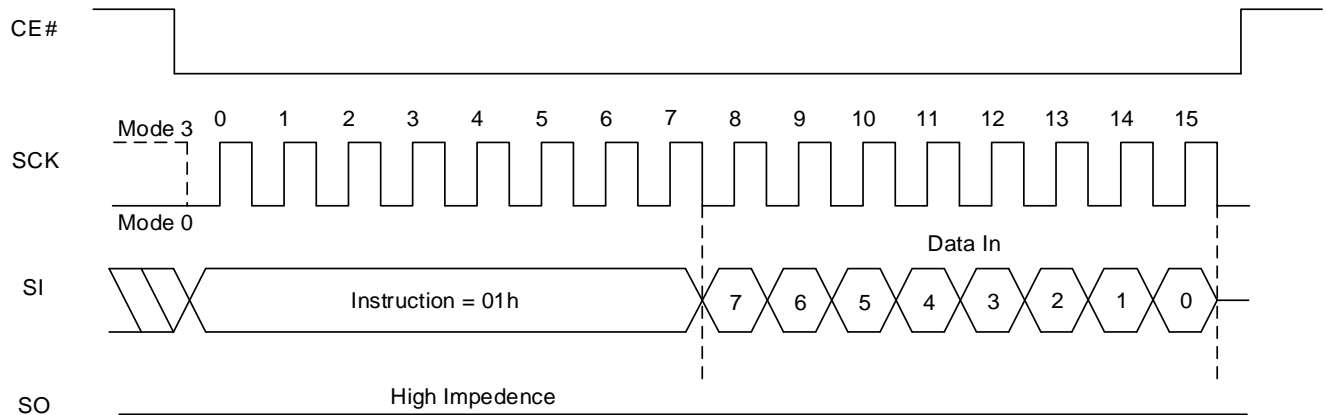 CE#
Mode 3
0 1 2 3 4 5 6 7 8 9 10 11 12 13 14 15
SCK
Mode 0
Data In
SI
Instruction = 01h
7 6 5 4 3 2 1 0
High Impedence
SO